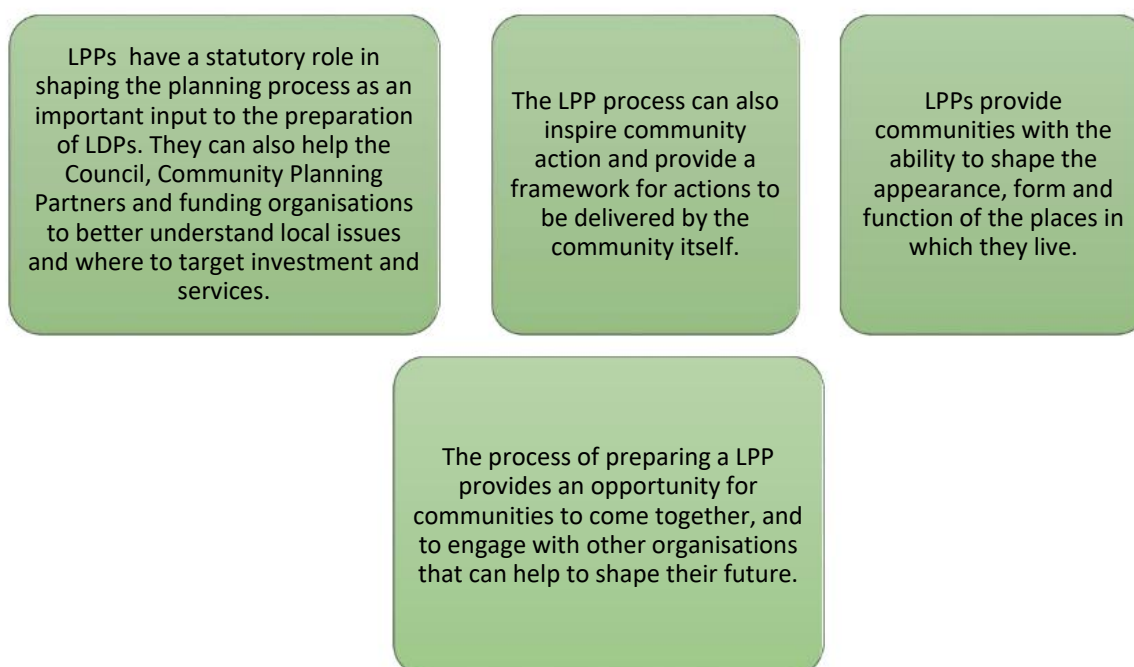 LPPs have a statutory role in
shaping the planning process as an
important input to the preparation
of LDPs. They can also help the
Council, Community Planning
Partners and funding organisations
to better understand local issues
and where to target investment and
services.
The LPP process can also
inspire community
action and provide a
framework for actions to
be delivered by the
community itself.
LPPs provide
communities with the
ability to shape the
appearance, form and
function of the places in
which they live.
The process of preparing a LPP
provides an opportunity for
communities to come together, and
to engage with other organisations
that can help to shape their future.